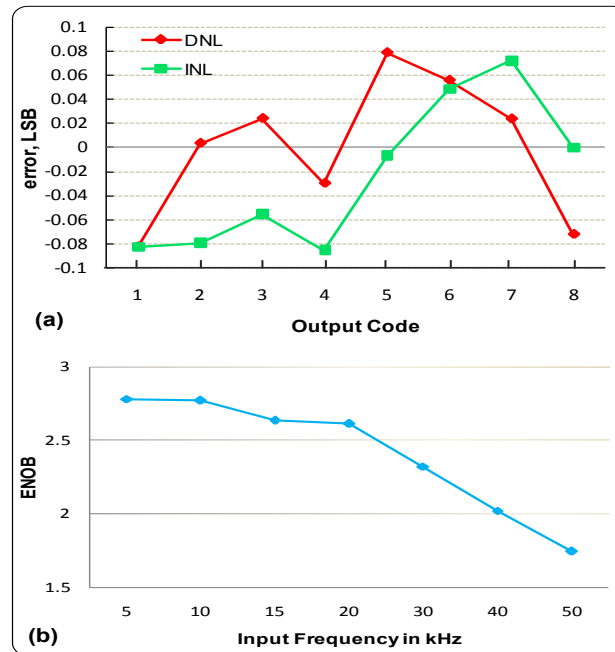 0.1
0.08
0.06
0.04
0.02
0
-0.02
-0.04
-0.06
-0.08
-0.1
error, LSB
DNL
INL
1 2 3 4 5 6 7 8
(a)
Output Code
3
2.5
2
1.5
ENOB
5 10 15 20 30 40 50
(b)
Input Frequency in kHz